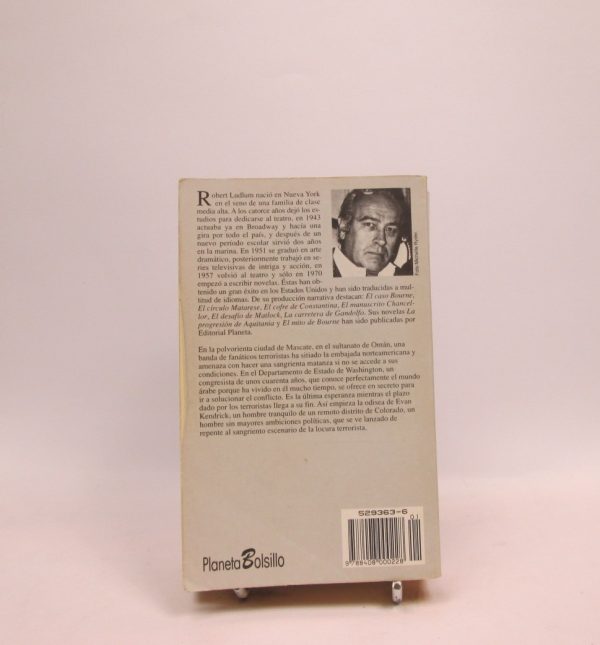 Robert Ludlum nació en Nueva York
en el seno de una familia de clase
media alta. A los catorce años dejó los es-
tudios para dedicarse al teatro, en 1943
actuaba ya en Broadway y hacía una
gira por todo el país, y después de un
nuevo período escolar sirvió dos años
en la marina. En 1951 se graduó en arte
dramático, posteriormente trabajó en se-
ries televisivas de intriga y acción, en
1957 volvió al teatro y sólo en 1970
empezó a escribir novelas. Éstas han ob-
tenido un gran éxito en los Estados Unidos y han sido traducidas a mul-
titud de idiomas. De su producción narrativa destacan: El caso Bourne,
El círculo Matarese, El cofre de Constantina, El manuscrito Chancel-
lor, El desafío de Matlock, La carretera de Gandolfo. Sus novelas La
progresión de Aquitania y El mito de Bourne han sido publicadas por
Editorial Planeta.
En la polvorienta ciudad de Mascate, en el sultanato de Omán, una
banda de fanáticos terroristas ha sitiado la embajada norteamericana y
amenaza con hacer una sangrienta matanza si no se accede a sus
condiciones. En el Departamento de Estado de Washington, un
congresista de unos cuarenta años, que conoce perfectamente el mundo
árabe porque ha vivido en él mucho tiempo, se ofrece en secreto para
ir a solucionar el conflicto. Es la última esperanza mientras el plazo
dado por los terroristas llega a su fin. Así empieza la odisea de Evan
Kendrick, un hombre tranquilo de un remoto distrito de Colorado, un
hombre sin mayores ambiciones políticas, que se ve lanzado de
repente al sangriento escenario de la locura terrorista.
529363-6
01
9 788408 000228
Planeta Bolsillo